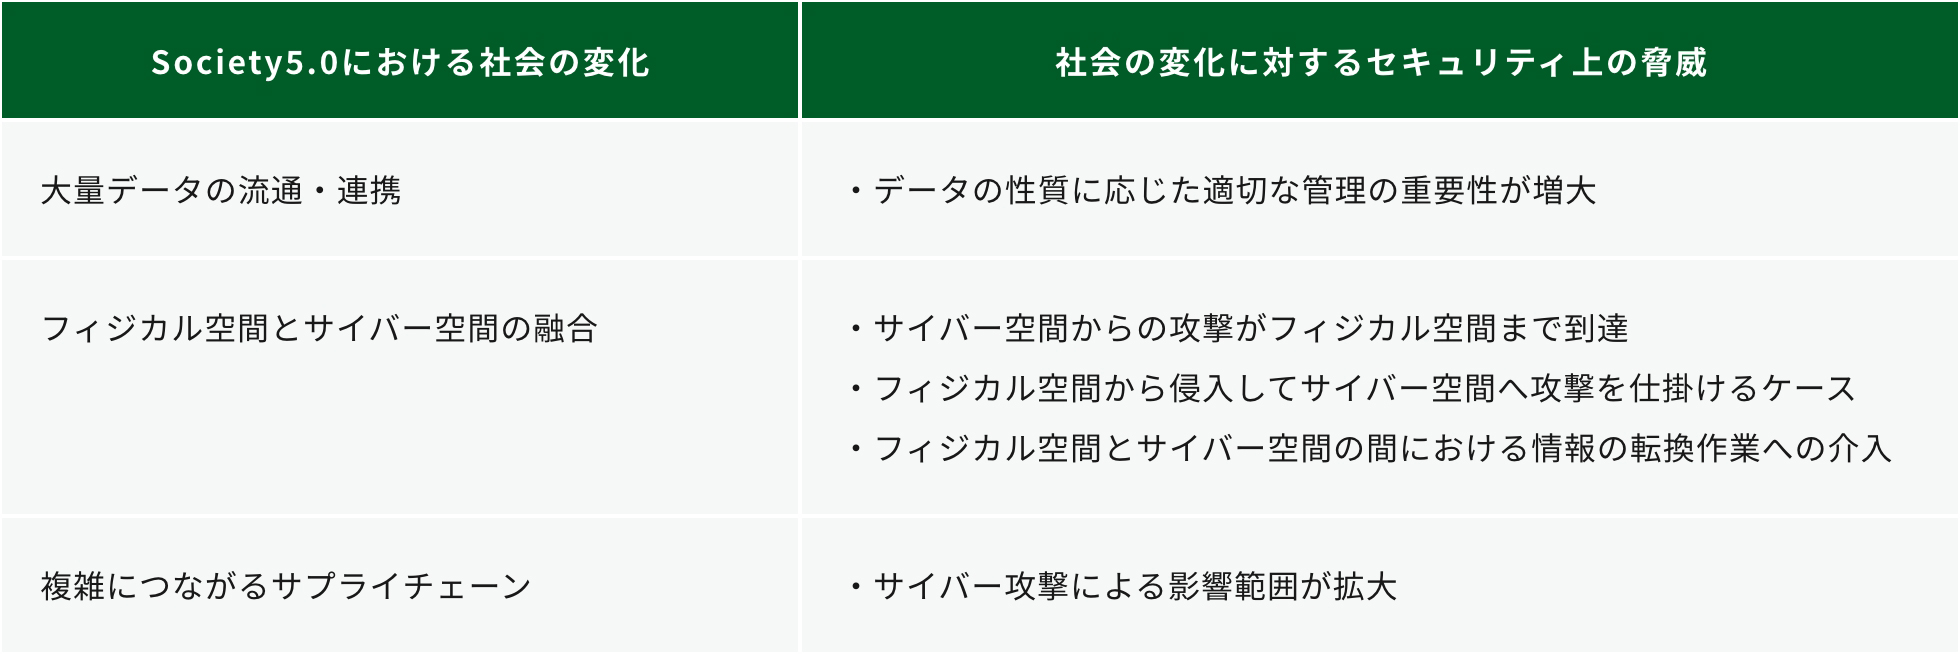 Society5.0における社会の変化
社会の変化に対するセキュリティ上の脅威
大量データの流通・連携
・データの性質に応じた適切な管理の重要性が増大
フィジカル空間とサイバー空間の融合
・サイバー空間からの攻撃がフィジカル空間まで到達
・フィジカル空間から侵入してサイバー空間へ攻撃を仕掛けるケース
・フィジカル空間とサイバー空間の間における情報の転換作業への介入
複雑につながるサプライチェーン
・サイバー攻撃による影響範囲が拡大